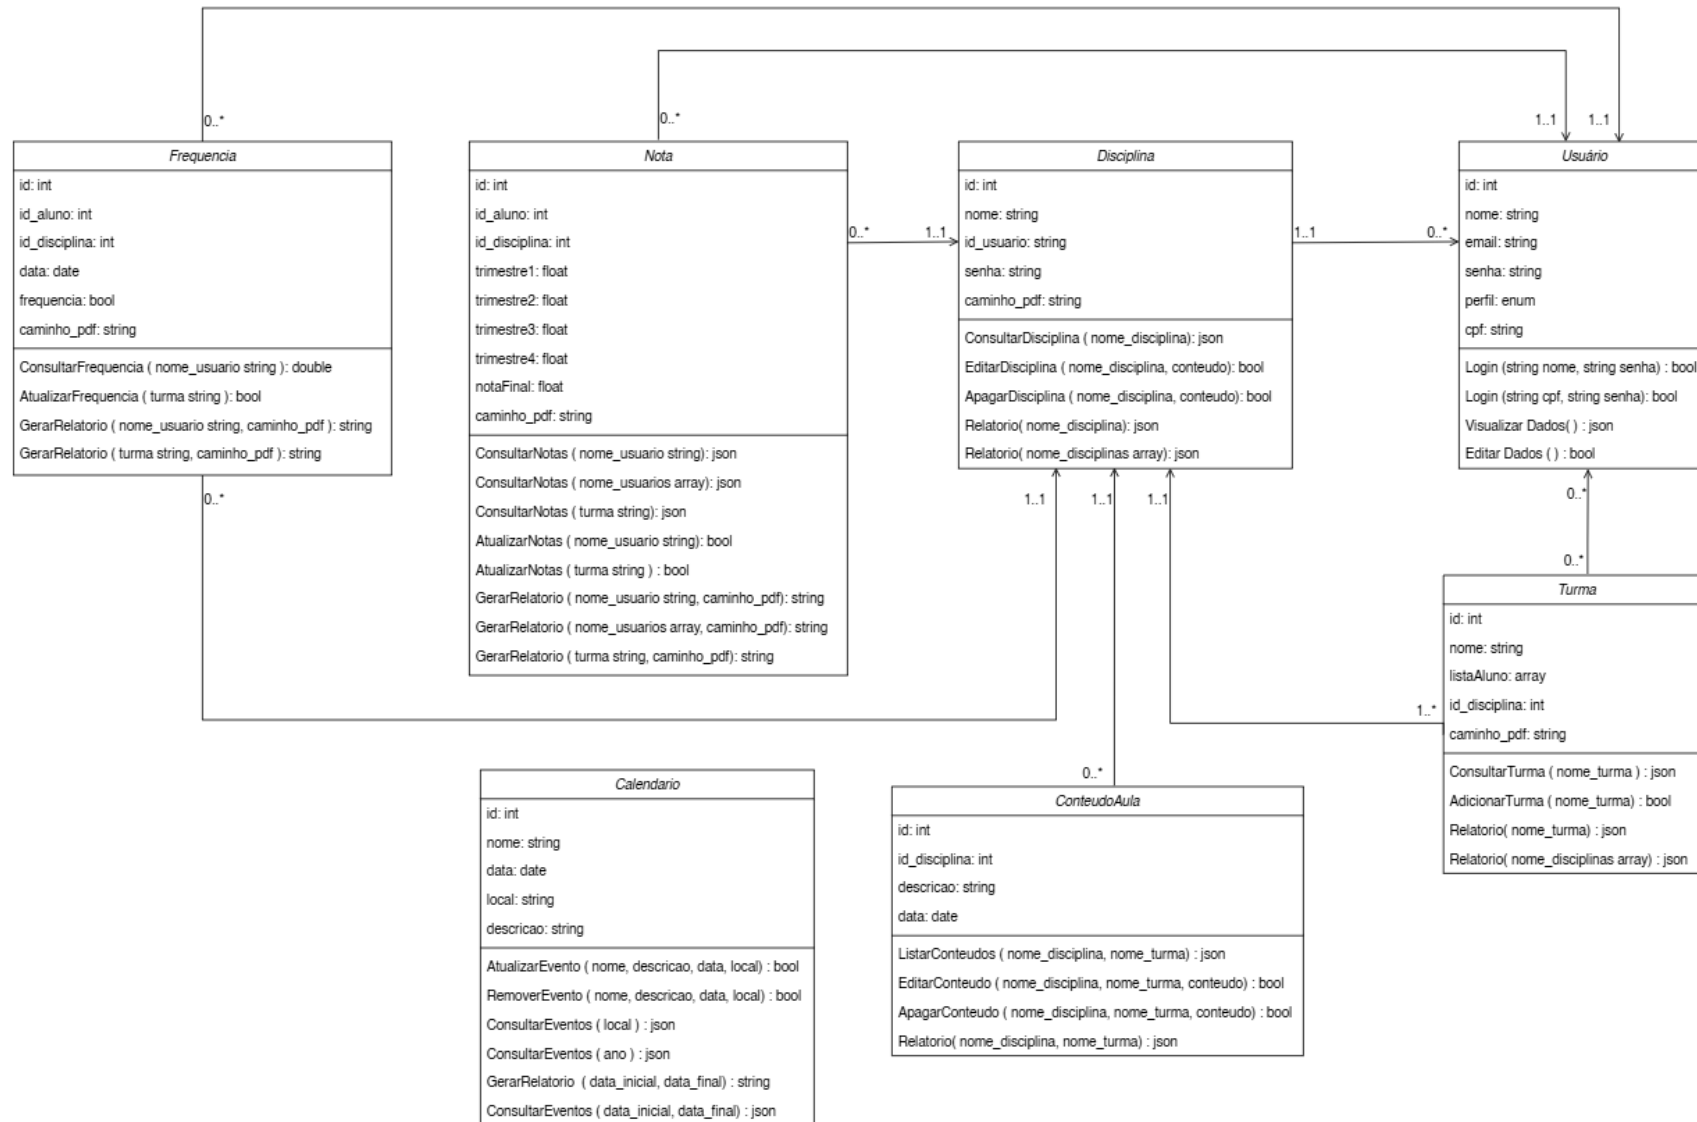 0..*
0..*
1..1
1..1
Frequencia
id: int
id_aluno: int
id_disciplina: int
data: date
frequencia: bool
caminho_pdf: string
ConsultarFrequencia ( nome_usuario string ): double
AtualizarFrequencia ( turma string ): bool
GerarRelatorio ( nome_usuario string, caminho_pdf ): string
GerarRelatorio ( turma string, caminho_pdf ): string
0..*
Nota
id: int
id_aluno: int
id_disciplina: int
trimestre1: float
trimestre2: float
trimestre3: float
trimestre4: float
notaFinal: float
caminho_pdf: string
ConsultarNotas ( nome_usuario string): json
ConsultarNotas ( nome_usuarios array): json
ConsultarNotas ( turma string): json
AtualizarNotas ( nome_usuario string): bool
AtualizarNotas ( turma string ) : bool
GerarRelatorio ( nome_usuario string, caminho_pdf): string
GerarRelatorio ( nome_usuarios array, caminho_pdf): string
GerarRelatorio ( turma string, caminho_pdf): string
0..*
1..1
Disciplina
id: int
nome: string
id_usuario: string
senha: string
caminho_pdf: string
ConsultarDisciplina ( nome_disciplina): json
EditarDisciplina ( nome_disciplina, conteudo): bool
ApagarDisciplina ( nome_disciplina, conteudo): bool
Relatorio( nome_disciplina): json
Relatorio( nome_disciplinas array): json
1..1
0..*
1..1
1..1
1..1
Usuário
id: int
nome: string
email: string
senha: string
perfil: enum
cpf: string
Login (string nome, string senha) : bool
Login (string cpf, string senha): bool
Visualizar Dados( ) : json
Editar Dados ( ) : bool
0..*
0..*
Turma
id: int
nome: string
listaAluno: array
id_disciplina: int
caminho_pdf: string
ConsultarTurma ( nome_turma ) : json
AdicionarTurma ( nome_turma) : bool
Relatorio( nome_turma) : json
Relatorio( nome_disciplinas array) : json
1..*
Calendario
id: int
nome: string
data: date
local: string
descricao: string
AtualizarEvento ( nome, descricao, data, local) : bool
RemoverEvento ( nome, descricao, data, local) : bool
ConsultarEventos ( local ) : json
ConsultarEventos ( ano ) : json
GerarRelatorio  ( data_inicial, data_final) : string
ConsultarEventos ( data_inicial, data_final) : json
0..*
ConteudoAula
id: int
id_disciplina: int
descricao: string
data: date
ListarConteudos ( nome_disciplina, nome_turma) : json
EditarConteudo ( nome_disciplina, nome_turma, conteudo) : bool
ApagarConteudo ( nome_disciplina, nome_turma, conteudo) : bool
Relatorio( nome_disciplina, nome_turma) : json